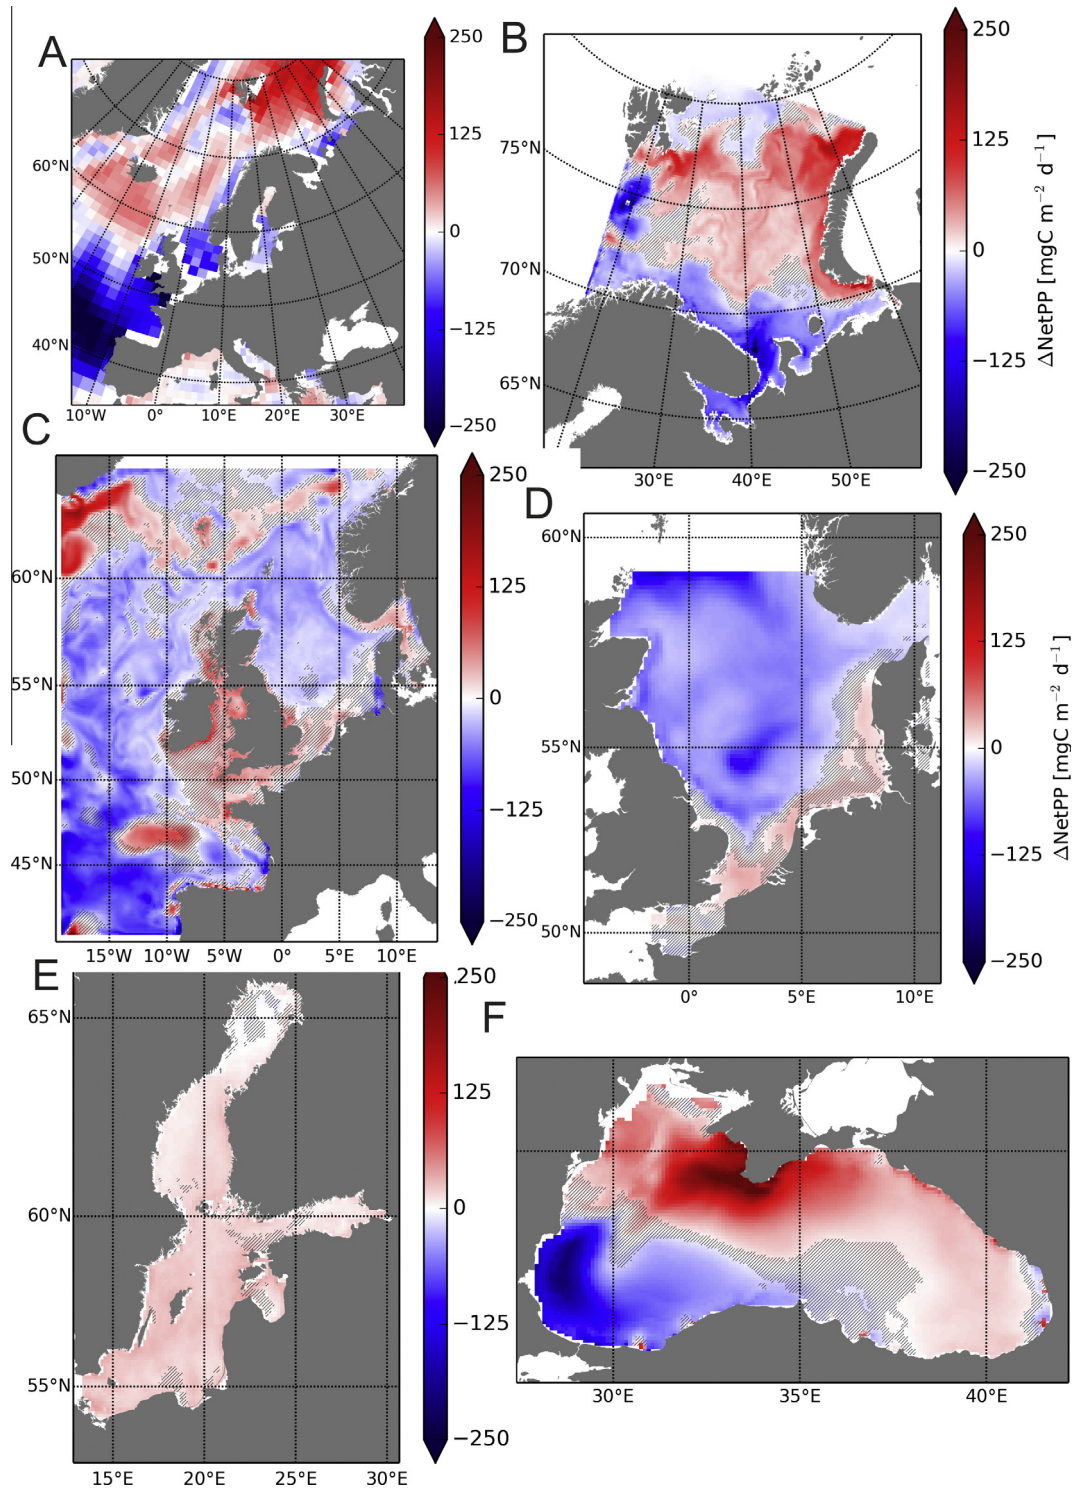 A
60°N
50°N
40°N
10°W 0° 10°E 20°E 30°E
250
125
0
−125
−250
B
75°N
70°N
65°N
30°E 40°E 50°E
250
125
0
−125
−250
ΔNetPP [mgC m⁻² d⁻¹]
C
60°N
55°N
50°N
45°N
15°W 10°W 5°W 0° 5°E 10°E
250
125
0
−125
−250
D
60°N
55°N
50°N
0° 5°E 10°E
250
125
0
−125
−250
ΔNetPP [mgC m⁻² d⁻¹]
E
65°N
60°N
55°N
15°E 20°E 25°E 30°E
250
125
0
−125
−250
F
30°E 35°E 40°E